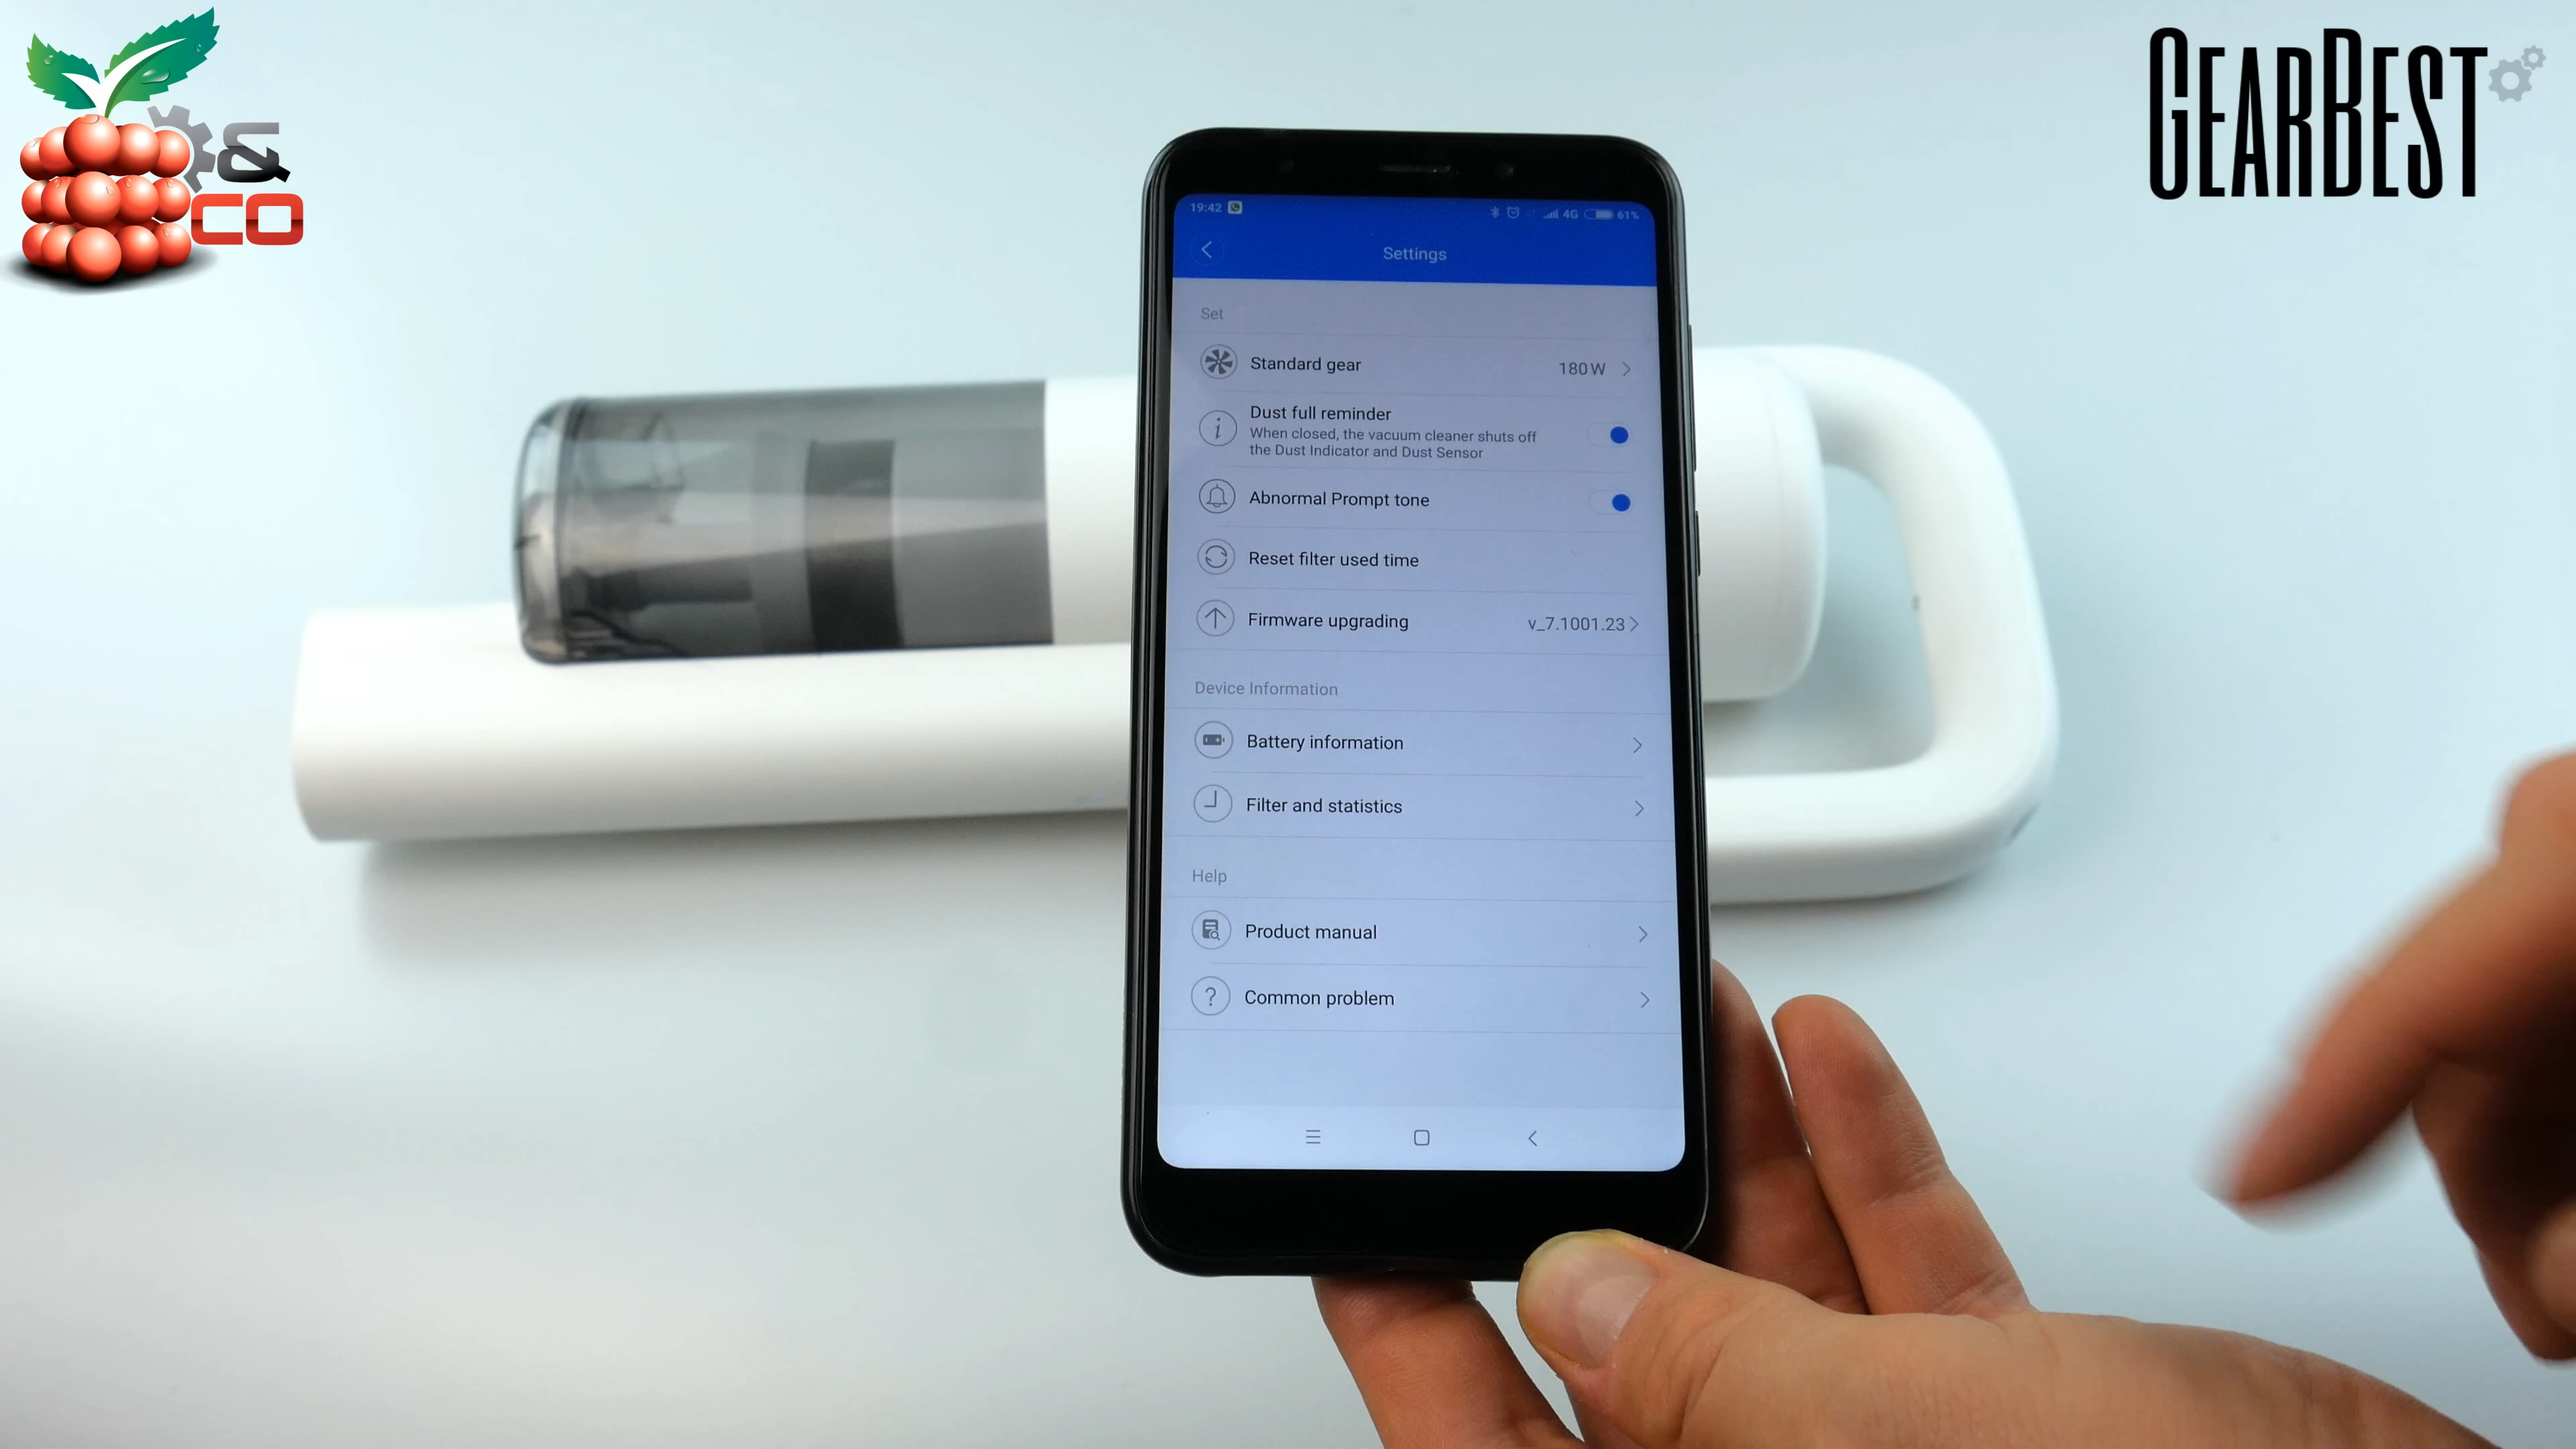 &
CO
GEARBEST
19:42
4G 61%
Settings
Set
Standard gear 180W
Dust full reminder
When closed, the vacuum cleaner shuts off
the Dust Indicator and Dust Sensor
Abnormal Prompt tone
Reset filter used time
Firmware upgrading v_7.1001.23
Device Information
Battery information
Filter and statistics
Help
Product manual
Common problem